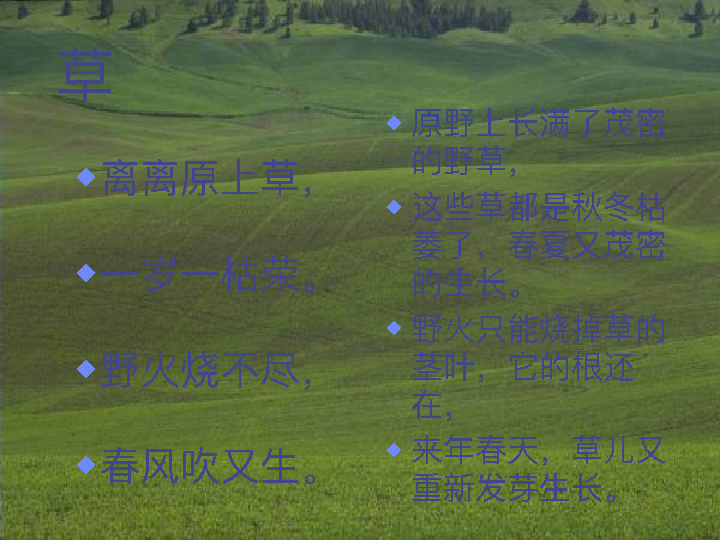 草
离离原上草，
一岁一枯荣。
野火烧不尽，
春风吹又生。
原野上长满了茂密
的野草，
这些草都是秋冬枯
萎了，春夏又茂密
的生长。
野火只能烧掉草的
茎叶，它的根还
在，
来年春天，草儿又
重新发芽生长。